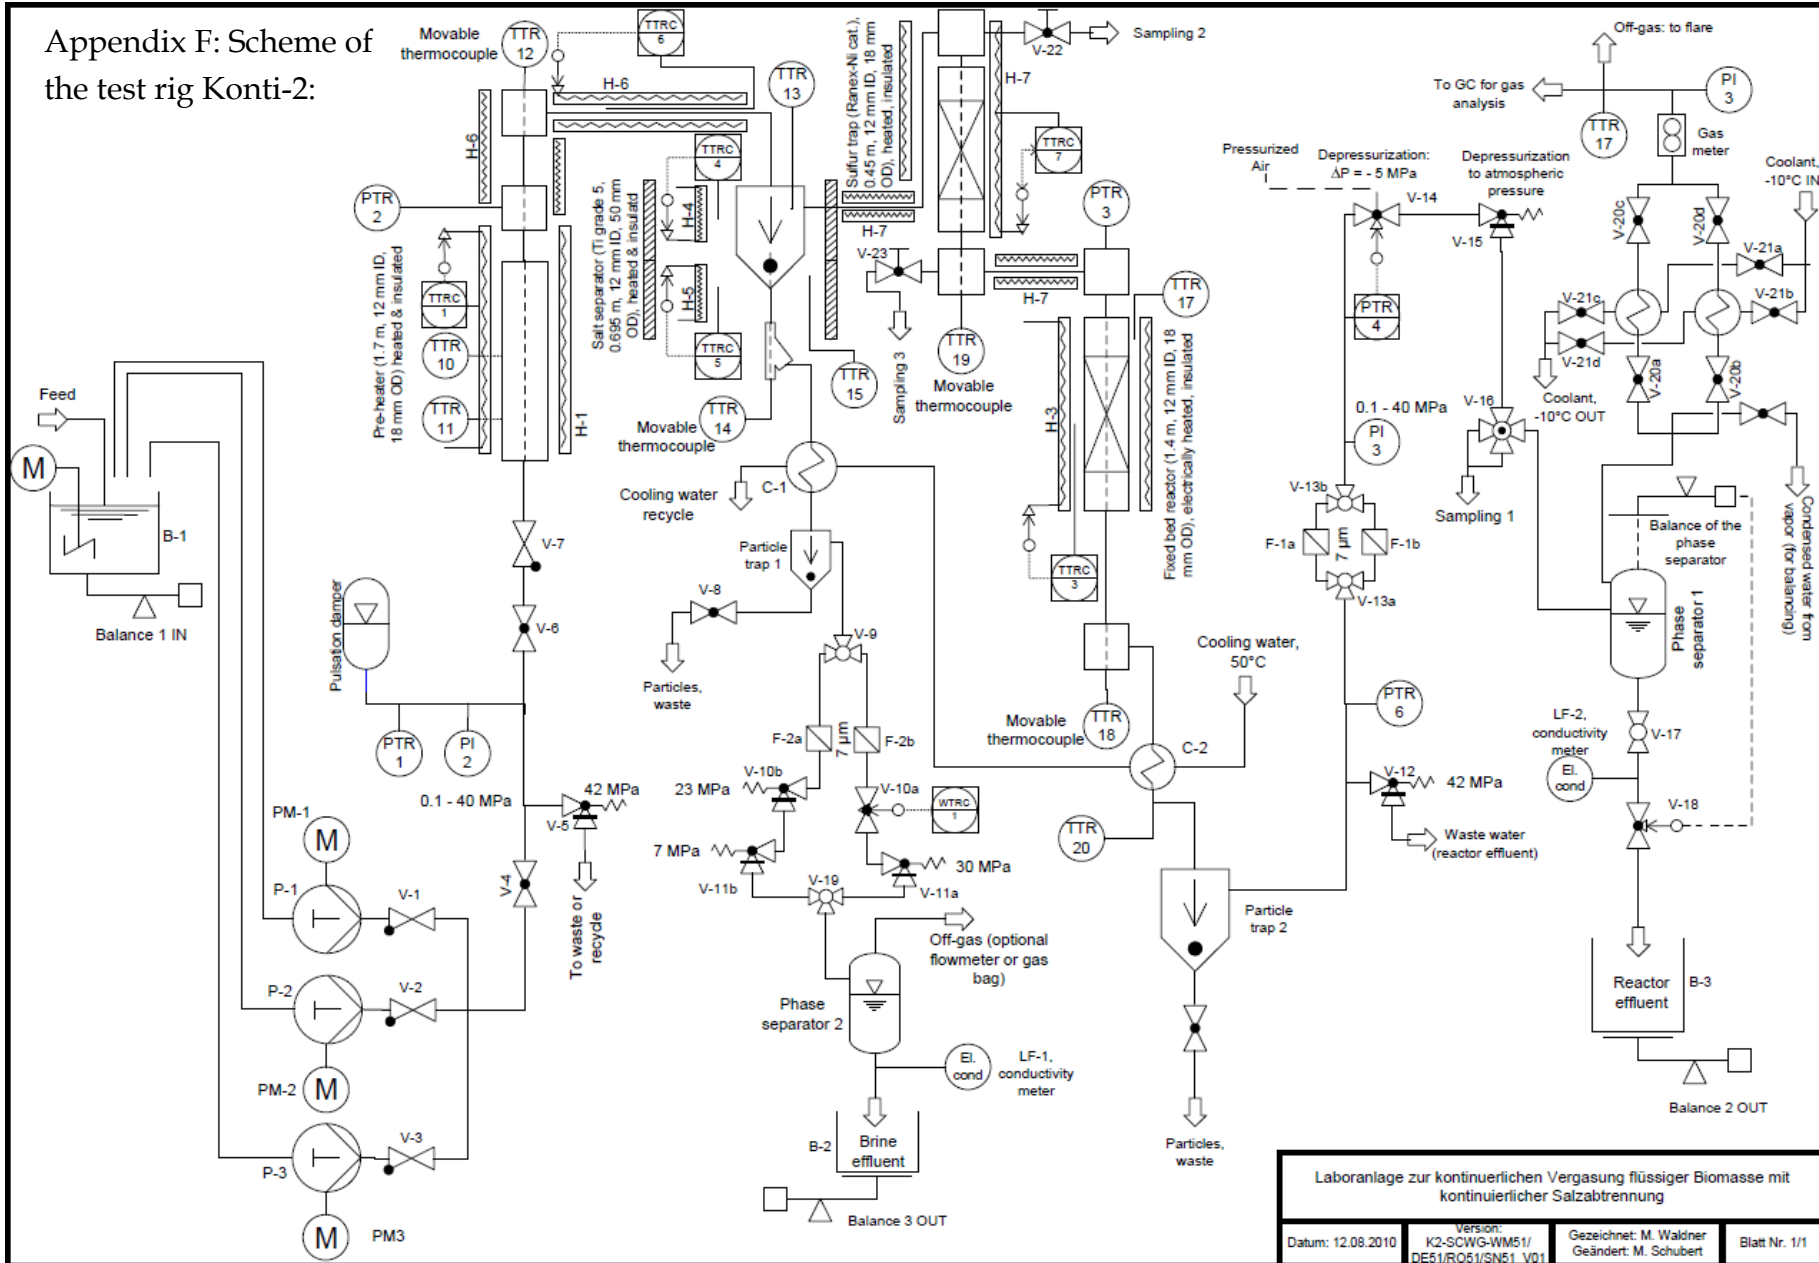 Appendix F: Scheme of
the test rig Konti-2:
Movable
thermocouple
TTR
12
TTRC
6
H-6
H-6
TTR
13
PTR
2
TTRC
1
TTR
10
TTR
11
Pre-heater (1.7 m, 12 mm ID,
18 mm OD) heated & insulated
H-1
Salt separator (Ti grade 5,
0.695 m, 12 mm ID, 50 mm
OD), heated & insulatd
TTRC
4
H-4
H-5
TTRC
5
TTR
14
Movable
thermocouple
TTR
15
Sulfur trap (Ranex-Ni cat.),
0.45 m, 12 mm ID, 18 mm
OD), heated, insulated
H-7
V-22
Sampling 2
H-7
TTRC
7
V-23
Sampling 3
TTR
19
Movable
thermocouple
H-7
PTR
3
TTR
17
H-3
TTRC
3
Fixed bed reactor (1.4 m, 12 mm ID, 18
mm OD), electrically heated, insulated
Movable
thermocouple
TTR
18
Cooling water,
50°C
C-2
TTR
20
Particle
trap 2
Particles,
waste
Feed
M
B-1
Balance 1 IN
Pulsation damper
PTR
1
PI
2
0.1 - 40 MPa
V-7
V-6
42 MPa
V-5
To waste or
recycle
V-4
PM-1
M
P-1
V-1
P-2
V-2
PM-2
M
P-3
V-3
M
PM3
Cooling water
recycle
C-1
Particle
trap 1
V-8
Particles,
waste
V-9
F-2a
7 µm
F-2b
V-10b
23 MPa
V-10a
WTRC
1
7 MPa
V-11b
V-19
30 MPa
V-11a
Off-gas (optional
flowmeter or gas
bag)
Phase
separator 2
El.
cond
LF-1,
conductivity
meter
B-2
Brine
effluent
Balance 3 OUT
Pressurized
Air
Depressurization:
ΔP = - 5 MPa
V-14
Depressurization
to atmospheric
pressure
V-15
PTR
4
0.1 - 40 MPa
PI
3
V-13b
F-1a
7 µm
F-1b
V-13a
PTR
6
V-12
42 MPa
Waste water
(reactor effluent)
V-16
Sampling 1
Off-gas: to flare
To GC for gas
analysis
TTR
17
PI
3
Gas
meter
Coolant,
-10°C IN
V-20c
V-20d
V-21a
V-21c
V-21b
V-21d
V-20a
V-20b
Coolant,
-10°C OUT
Condensed water from
vapor (for balancing)
Balance of the
phase
separator
Phase
separator 1
LF-2,
conductivity
meter
V-17
El.
cond
V-18
Reactor
effluent
B-3
Balance 2 OUT
Laboranlage zur kontinuerlichen Vergasung flüssiger Biomasse mit
kontinuierlicher Salzabtrennung
Datum: 12.08.2010
Version:
K2-SCWG-WM51/
DE51/RO51/SN51_V01
Gezeichnet: M. Waldner
Geändert: M. Schubert
Blatt Nr. 1/1